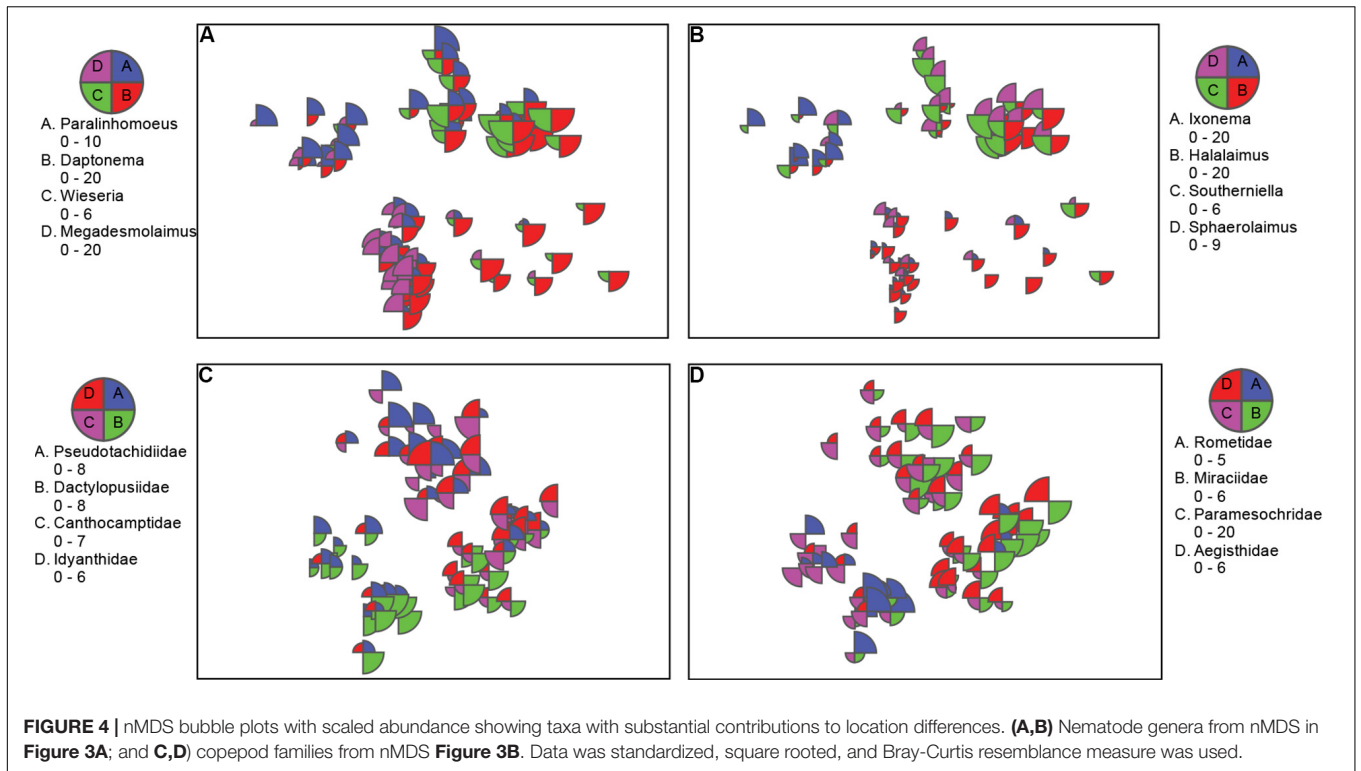 A
B
D A
C B
A. Paralinhomoeus
0 - 10
B. Daptonema
0 - 20
C. Wieseria
0 - 6
D. Megadesmolaimus
0 - 20
D A
C B
A. Ixonema
0 - 20
B. Halalaimus
0 - 20
C. Southerniella
0 - 6
D. Sphaerolaimus
0 - 9
C
D
D A
C B
A. Pseudotachidiidae
0 - 8
B. Dactylopusiidae
0 - 8
C. Canthocamptidae
0 - 7
D. Idyanthidae
0 - 6
D A
C B
A. Rometidae
0 - 5
B. Miraciidae
0 - 6
C. Paramesochridae
0 - 20
D. Aegisthidae
0 - 6
FIGURE 4 | nMDS bubble plots with scaled abundance showing taxa with substantial contributions to location differences. (A,B) Nematode genera from nMDS in
Figure 3A; and C,D) copepod families from nMDS Figure 3B. Data was standardized, square rooted, and Bray-Curtis resemblance measure was used.